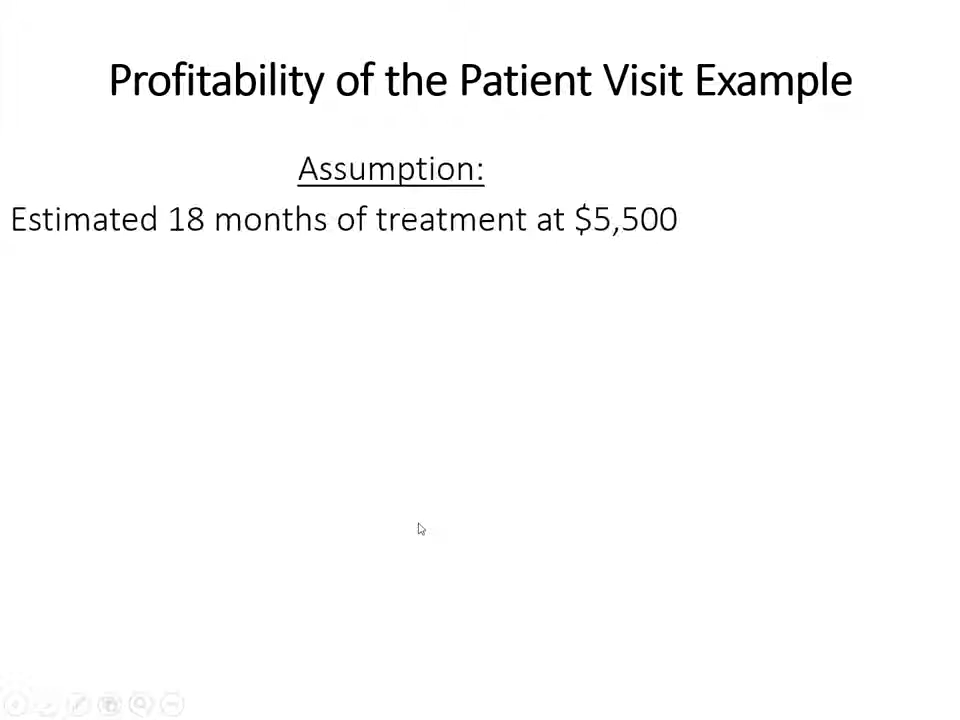 Profitability of the Patient Visit Example
Assumption:
Estimated 18 months of treatment at $5,500